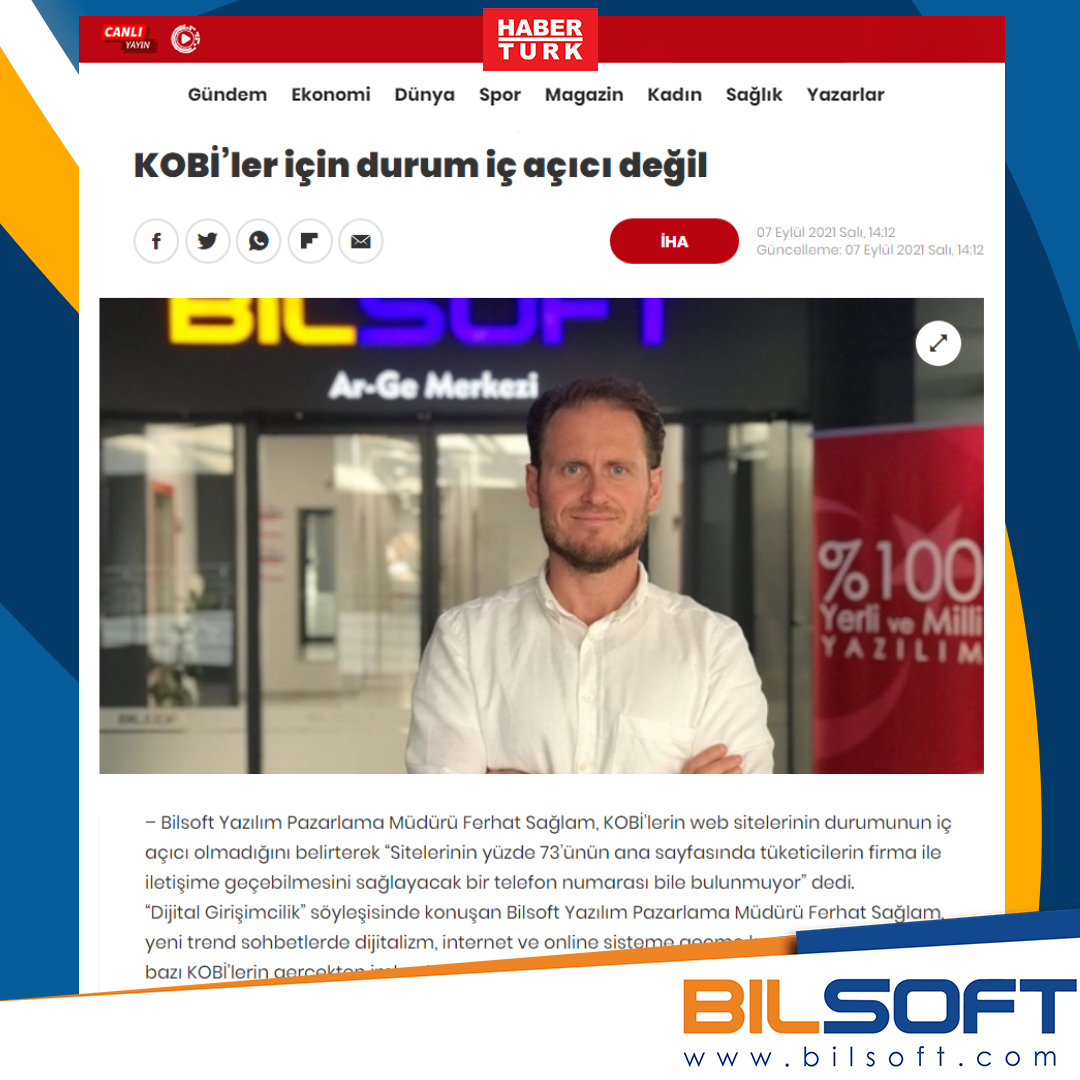 CANLI
YAYIN
HABER
TURK
Gündem Ekonomi Dünya Spor Magazin Kadın Sağlık Yazarlar
KOBİ’ler için durum iç açıcı değil
İHA
07 Eylül 2021 Salı, 14:12
Güncelleme: 07 Eylül 2021 Salı, 14:12
BILSOFT
Ar-Ge Merkezi
%100
Yerli ve Milli
YAZILIM
BILSOFT
– Bilsoft Yazılım Pazarlama Müdürü Ferhat Sağlam, KOBİ’lerin web sitelerinin durumunun iç
açıcı olmadığını belirterek “Sitelerinin yüzde 73’ünün ana sayfasında tüketicilerin firma ile
iletişime geçebilmesini sağlayacak bir telefon numarası bile bulunmuyor” dedi.
“Dijital Girişimcilik” söyleşisinde konuşan Bilsoft Yazılım Pazarlama Müdürü Ferhat Sağlam,
yeni trend sohbetlerde dijitalizm, internet ve online sisteme geçme
bazı KOBİ’lerin gerçekten
BILSOFT
www.bilsoft.com